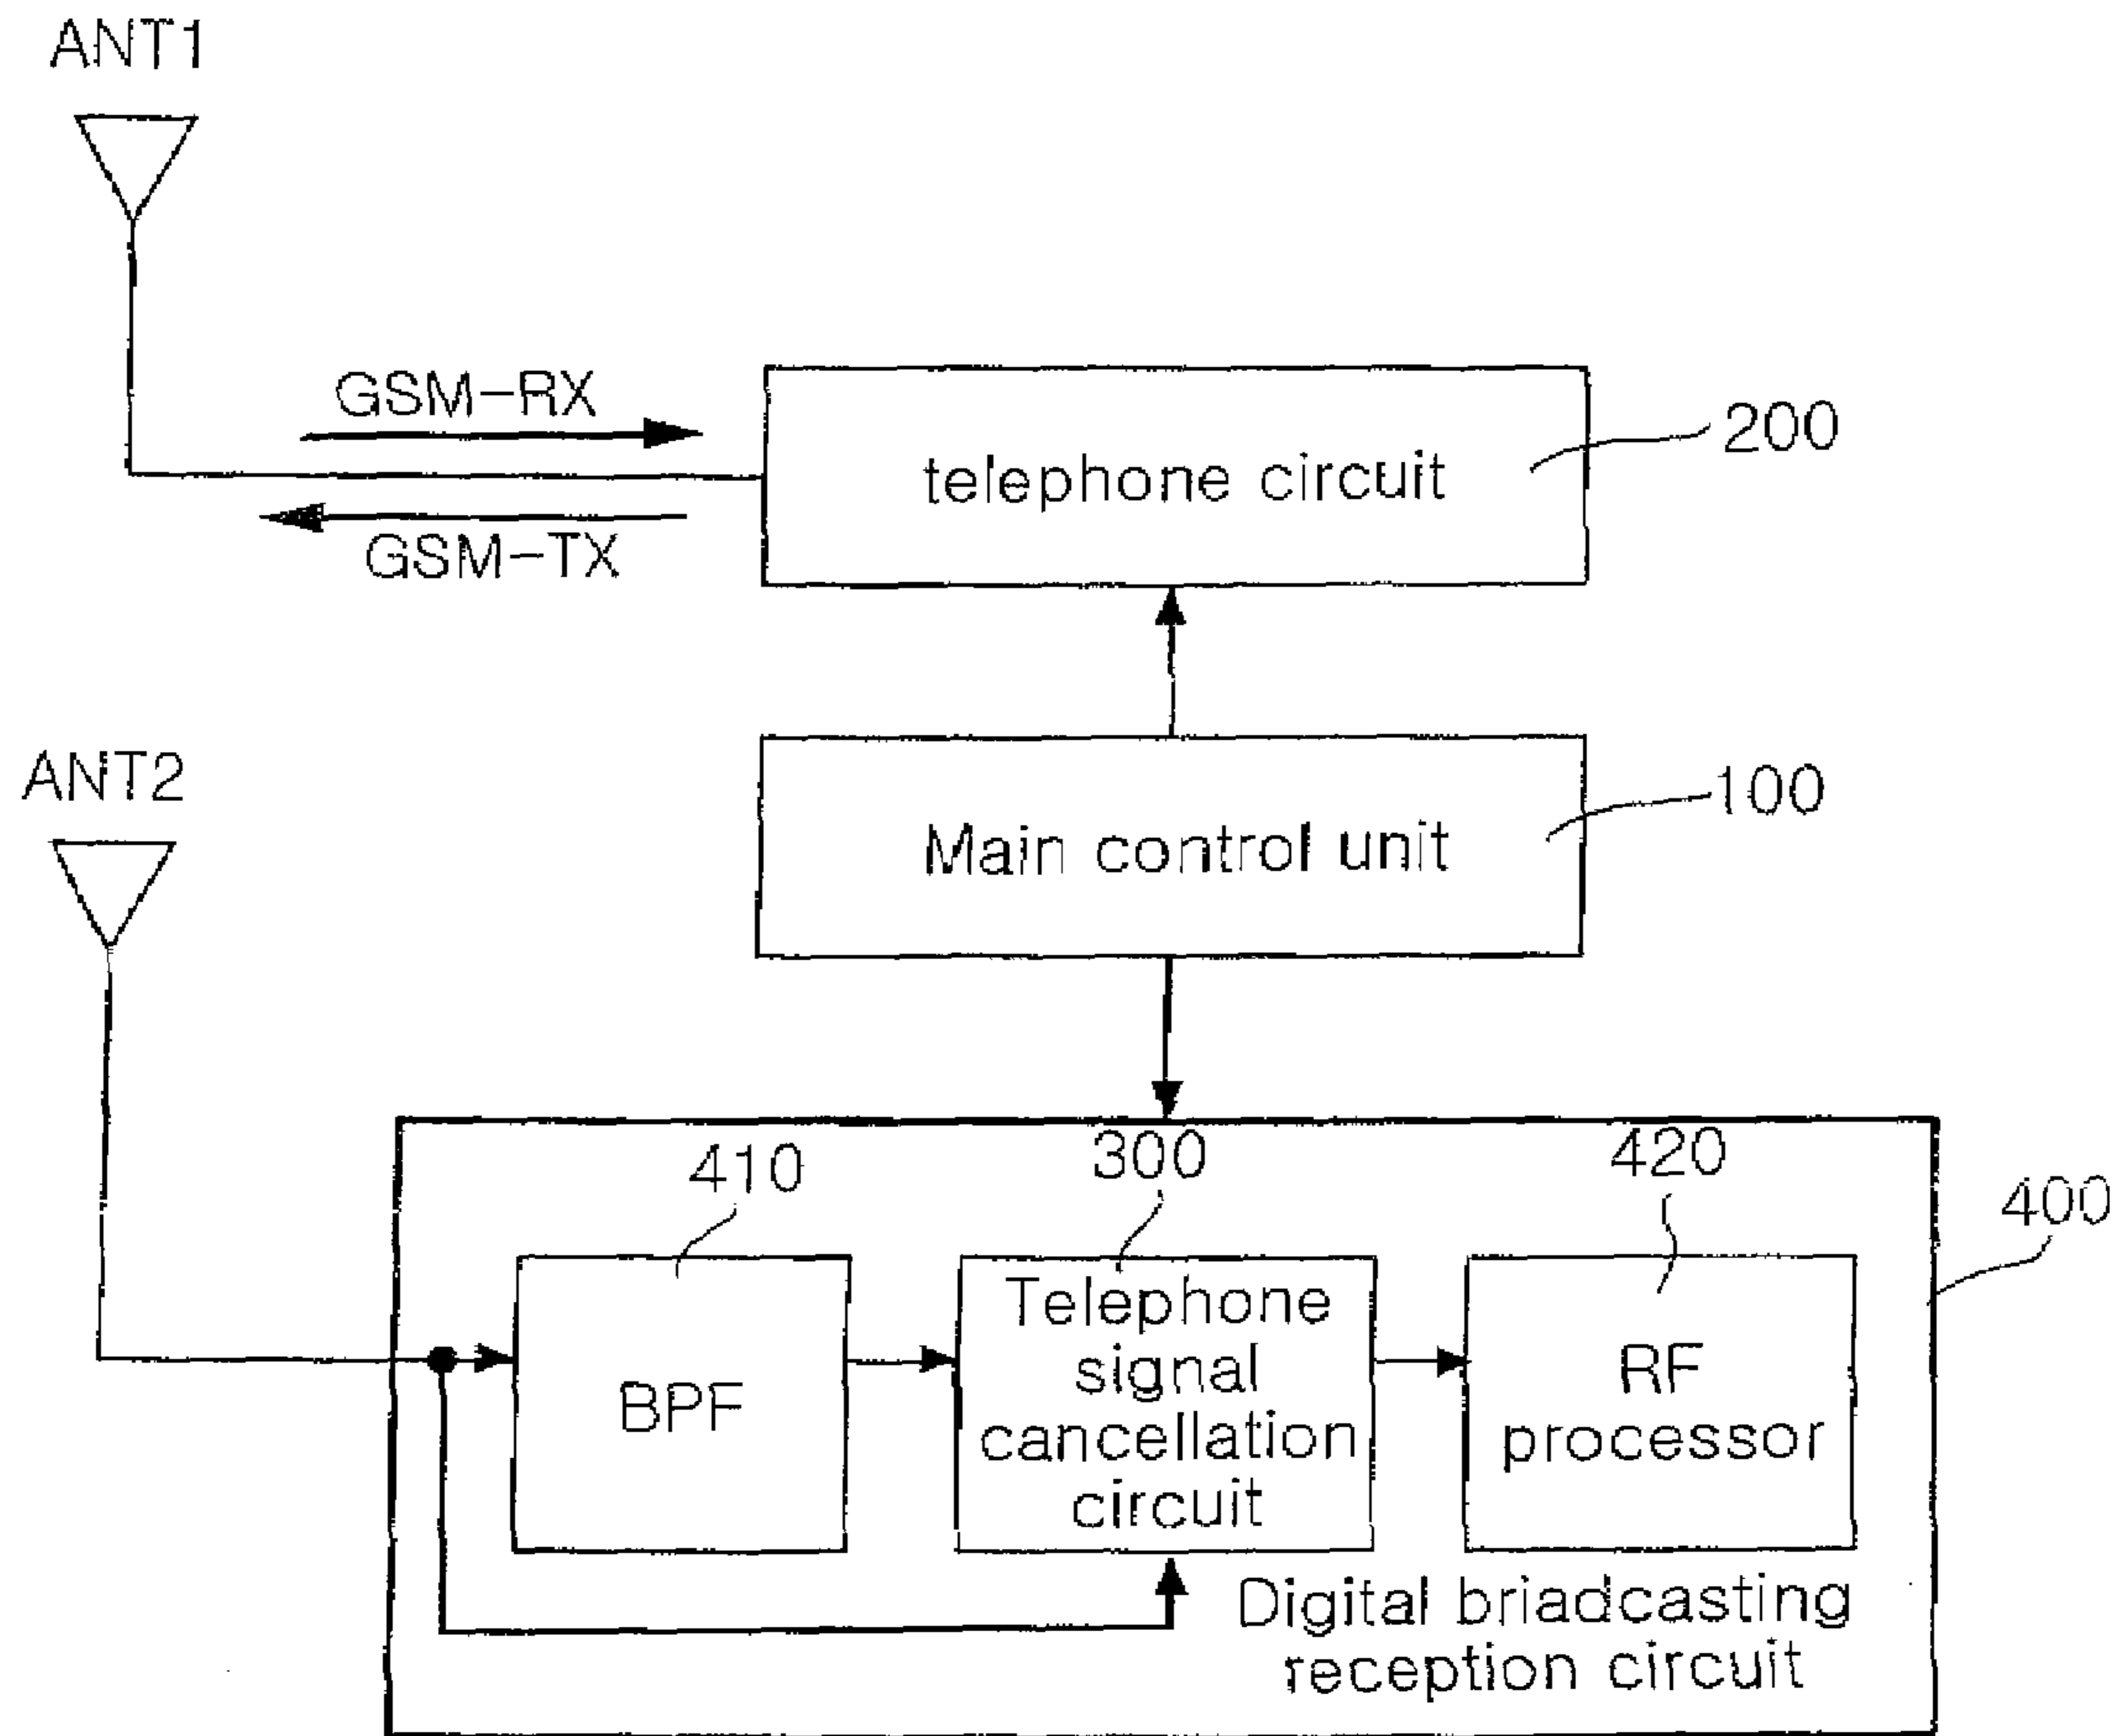 ANT1
GSM-RX
telephone circuit
200
GSM-TX
ANT2
Main control unit
100
410
300
420
400
BPF
Telephone
signal
cancellation
circuit
RF
processor
Digital briadcasting
reception circuit